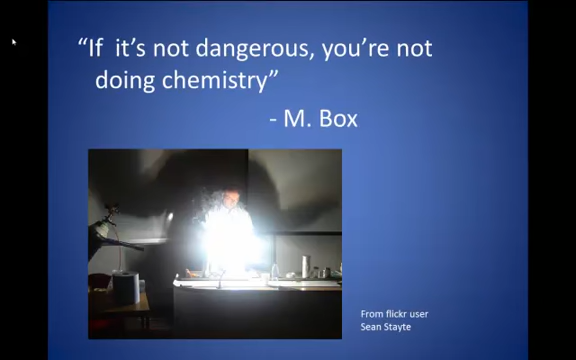 “If it’s not dangerous, you’re not
doing chemistry”
- M. Box
From flickr user
Sean Stayte